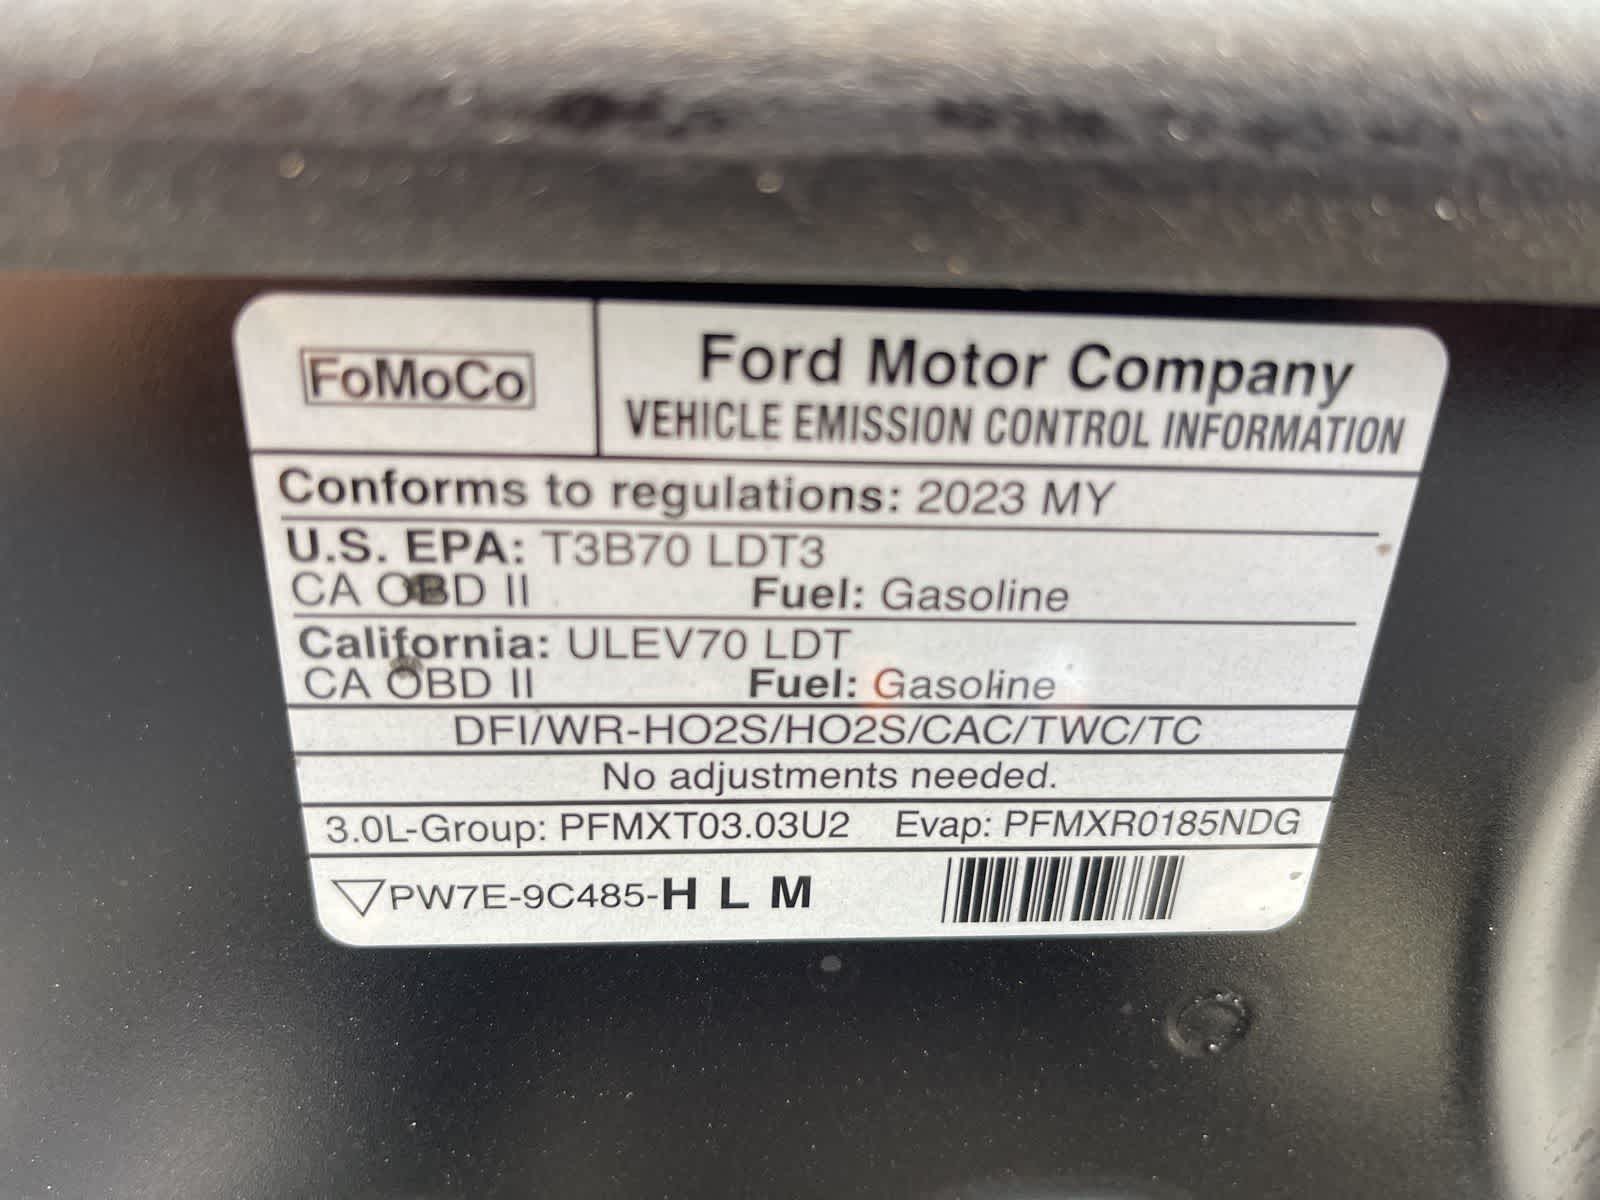 FoMoCo
Ford Motor Company
VEHICLE EMISSION CONTROL INFORMATION
Conforms to regulations: 2023 MY
U.S. EPA: T3B70 LDT3
CA OBD II Fuel: Gasoline
California: ULEV70 LDT
CA OBD II Fuel: Gasoline
DFI/WR-HO2S/HO2S/CAC/TWC/TC
No adjustments needed.
3.0L-Group: PFMXT03.03U2 Evap: PFMXR0185NDG
PW7E-9C485-H L M